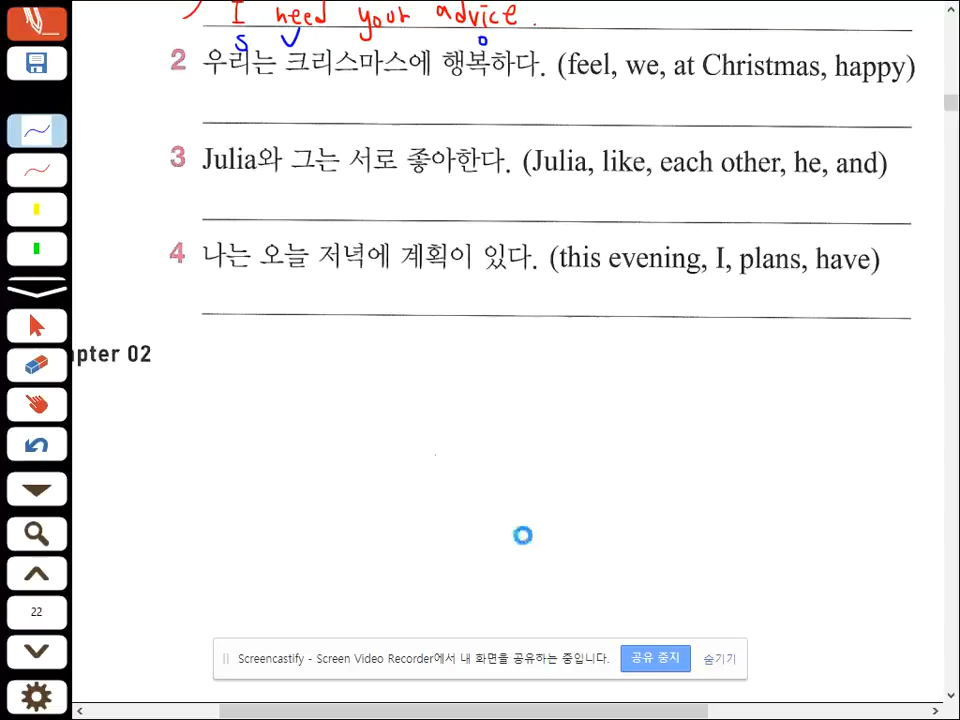 I need your advice.
S V O
2 우리는 크리스마스에 행복하다. (feel, we, at Christmas, happy)
3 Julia와 그는 서로 좋아한다. (Julia, like, each other, he, and)
4 나는 오늘 저녁에 계획이 있다. (this evening, I, plans, have)
pter 02
22
Screencastify - Screen Video Recorder에서 내 화면을 공유하는 중입니다. 공유 중지 숨기기